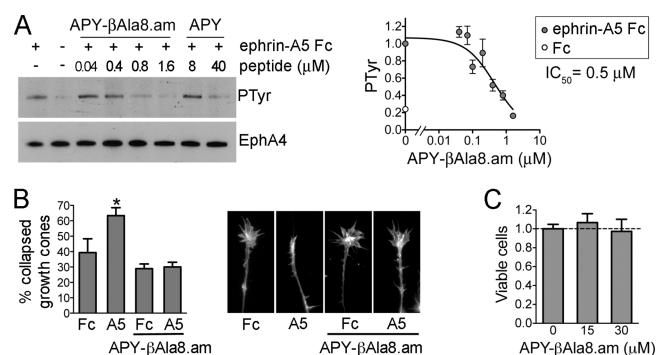 A
APY-βAla8.am APY
+ - + + + + + + ephrin-A5 Fc
- - 0.04 0.4 0.8 1.6 8 40 peptide (μM)
PTyr
EphA4
PTyr
1.2
1.0
0.8
0.6
0.4
0.2
0.0
0 0.01 0.1 1 10
APY-βAla8.am (μM)
ephrin-A5 Fc
Fc
IC50= 0.5 μM
B
% collapsed
growth cones
70
60
50
40
30
20
10
0
*
Fc A5 Fc A5
APY-βAla8.am
Fc A5 Fc A5
APY-βAla8.am
C
Viable cells
1.2
1.0
0.8
0.6
0.4
0.2
0.0
0 15 30
APY-βAla8.am (μM)